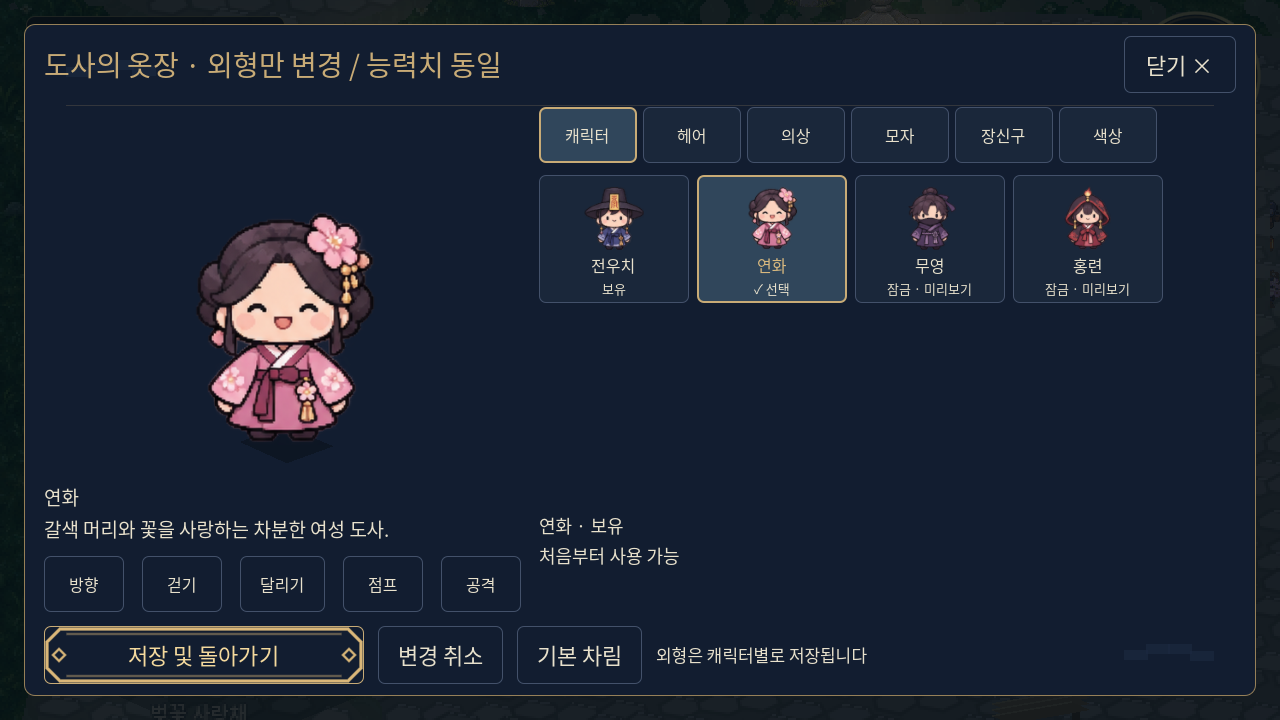 도사의 옷장 · 외형만 변경 / 능력치 동일
닫기 ×
캐릭터
헤어
의상
모자
장신구
색상
전우치
보유
연화
✓ 선택
무영
잠금 · 미리보기
홍련
잠금 · 미리보기
연화
갈색 머리와 꽃을 사랑하는 차분한 여성 도사.
연화 · 보유
처음부터 사용 가능
방향
걷기
달리기
점프
공격
저장 및 돌아가기
변경 취소
기본 차림
외형은 캐릭터별로 저장됩니다